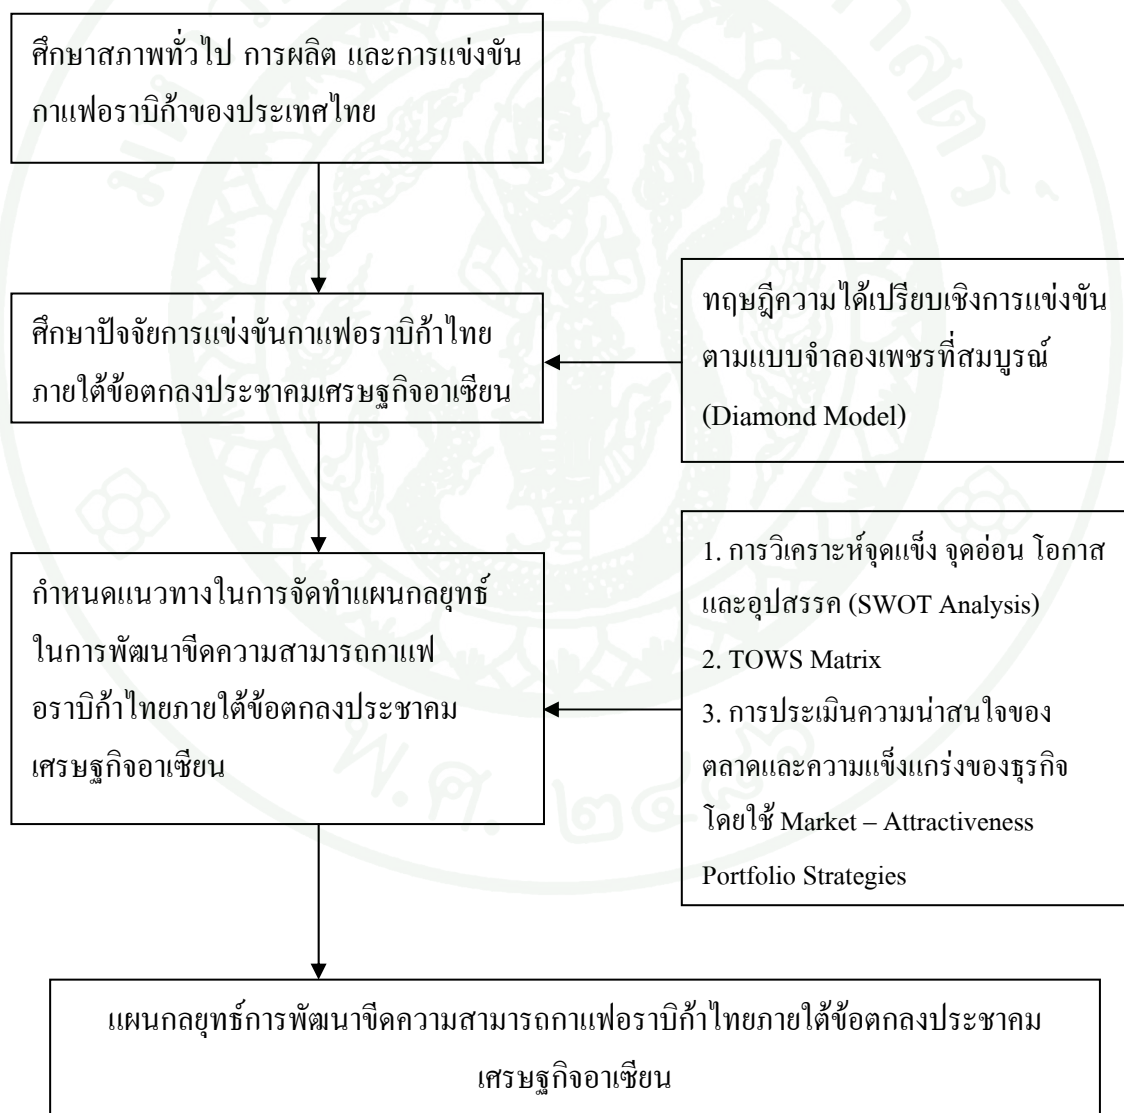 ศึกษาสภาพทั่วไป การผลิต และการแข่งขัน
กาแฟอราบิก้าของประเทศไทย
ศึกษาปัจจัยการแข่งขันกาแฟอราบิก้าไทย
ภายใต้ข้อตกลงประชาคมเศรษฐกิจอาเซียน
ทฤษฎีความได้เปรียบเชิงการแข่งขัน
ตามแบบจำลองเพชรที่สมบูรณ์
(Diamond Model)
กำหนดแนวทางในการจัดทำแผนกลยุทธ์
ในการพัฒนาขีดความสามารถกาแฟ
อราบิก้าไทยภายใต้ข้อตกลงประชาคม
เศรษฐกิจอาเซียน
1. การวิเคราะห์จุดแข็ง จุดอ่อน โอกาส
และอุปสรรค (SWOT Analysis)
2. TOWS Matrix
3. การประเมินความน่าสนใจของ
ตลาดและความแข็งแกร่งของธุรกิจ
โดยใช้ Market – Attractiveness
Portfolio Strategies
แผนกลยุทธ์การพัฒนาขีดความสามารถกาแฟอราบิก้าไทยภายใต้ข้อตกลงประชาคม
เศรษฐกิจอาเซียน
พ.ศ. ๒๔๘๖